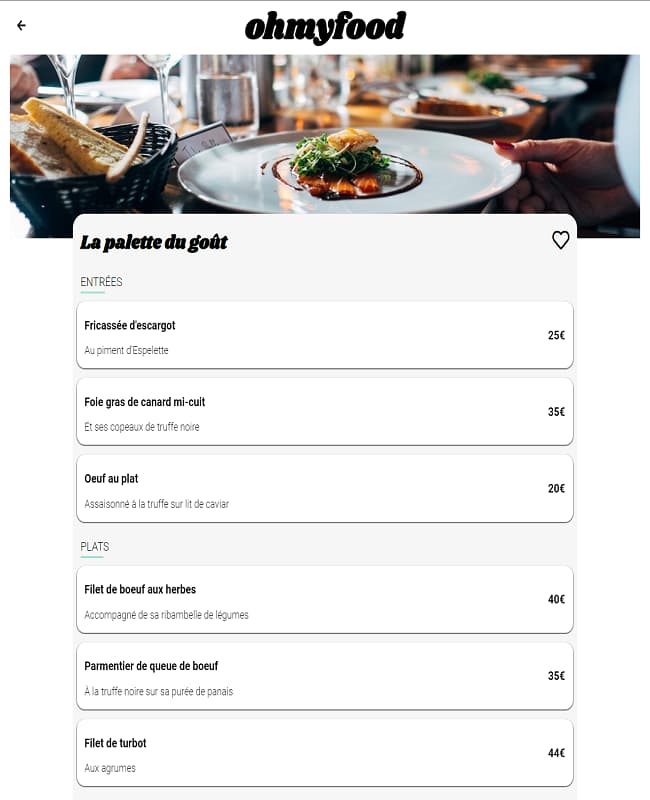 ohmyfood
La palette du goût
ENTRÉES
Fricassée d'escargot
Au piment d'Espelette
25€
Foie gras de canard mi-cuit
Et ses copeaux de truffe noire
35€
Oeuf au plat
Assaisonné à la truffe sur lit de caviar
20€
PLATS
Filet de boeuf aux herbes
Accompagné de sa ribambelle de légumes
40€
Parmentier de queue de boeuf
À la truffe noire sur sa purée de panais
35€
Filet de turbot
Aux agrumes
44€